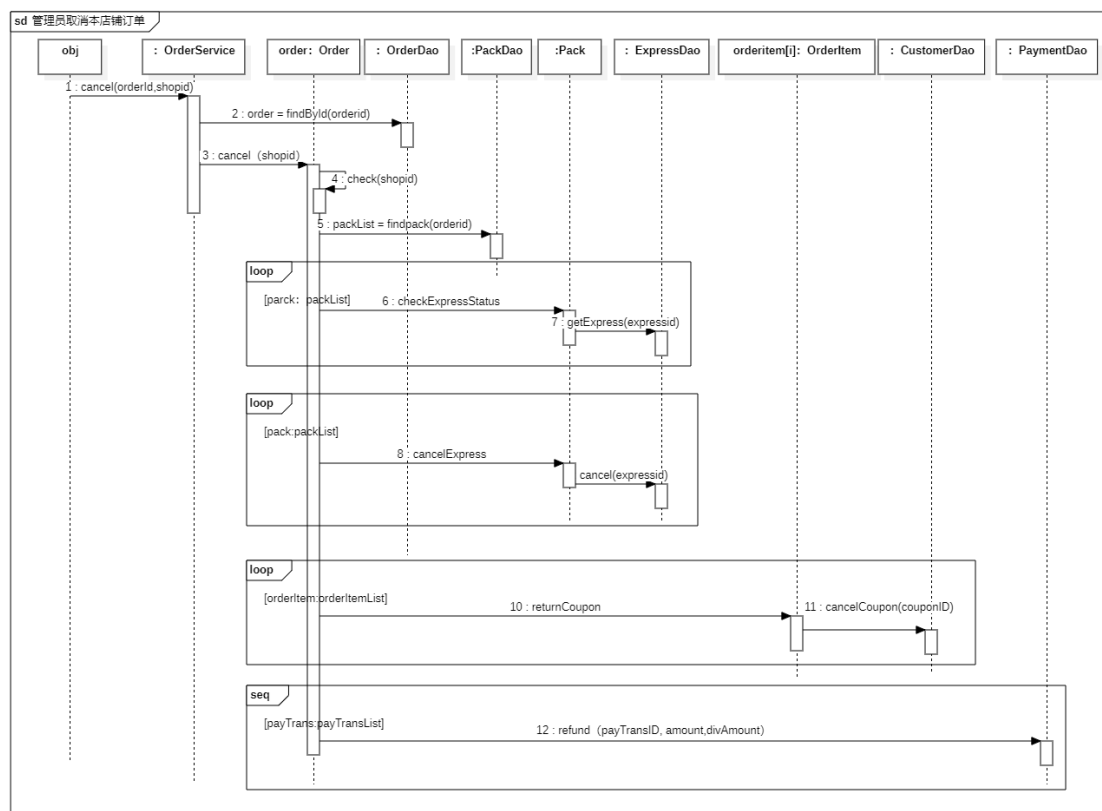 sd 管理员取消本店铺订单
obj
: OrderService
order: Order
: OrderDao
:PackDao
:Pack
: ExpressDao
orderitem[i]: OrderItem
: CustomerDao
: PaymentDao
1 : cancel(orderId,shopid)
2 : order = findById(orderid)
3 : cancel（shopid）
4 : check(shopid)
5 : packList = findpack(orderid)
loop
[parck: packList]
6 : checkExpressStatus
7 : getExpress(expressid)
loop
[pack:packList]
8 : cancelExpress
cancel(expressid)
loop
[orderItem:orderItemList]
10 : returnCoupon
11 : cancelCoupon(couponID)
seq
[payTrans:payTransList]
12 : refund（payTransID, amount,divAmount）